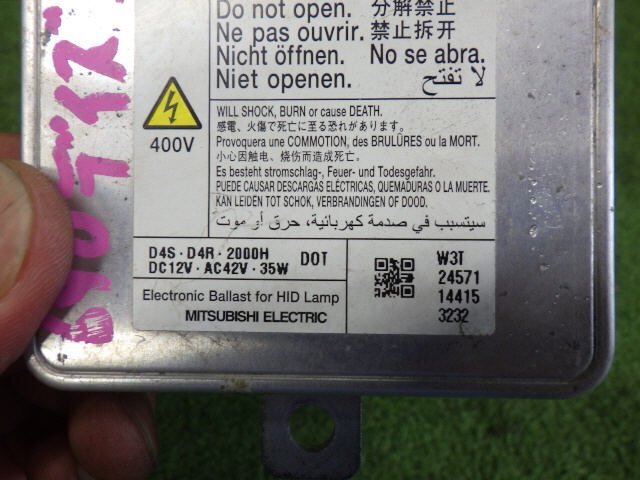 Do not open. 分解禁止
Ne pas ouvrir. 禁止拆开
Nicht öffnen. No se abra.
Niet openen. لا تفتح
400V
WILL SHOCK, BURN or cause DEATH.
感電、火傷で死亡に至る恐れがあります。
Provoquera une COMMOTION, des BRULÛRES ou la MORT.
小心因触电、烧伤而造成死亡。
Es besteht stromschlag-, Feuer- und Todesgefahr.
PUEDE CAUSAR DESCARGAS ELÉCTRICAS, QUEMADURAS O LA MUERTE.
KAN LEIDEN TOT SCHOK, VERBRANDINGEN OF DOOD.
سيتسبب في صدمة كهربائية، حرق أو موت
D4S·D4R·2000H DOT
DC12V·AC42V·35W
Electronic Ballast for HID Lamp
MITSUBISHI ELECTRIC
W3T
24571
14415
3232